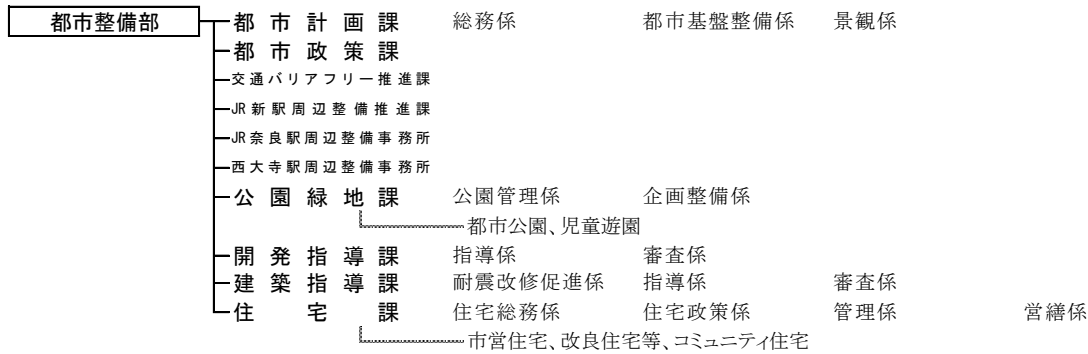 都市整備部 都市計画課 総務係 都市基盤整備係 景観係
都市政策課
交通バリアフリー推進課
JR新駅周辺整備推進課
JR奈良駅周辺整備事務所
西大寺駅周辺整備事務所
公園緑地課 公園管理係 企画整備係
都市公園、児童遊園
開発指導課 指導係 審査係
建築指導課 耐震改修促進係 指導係 審査係
住宅課 住宅総務係 住宅政策係 管理係 営繕係
市営住宅、改良住宅等、コミュニティ住宅